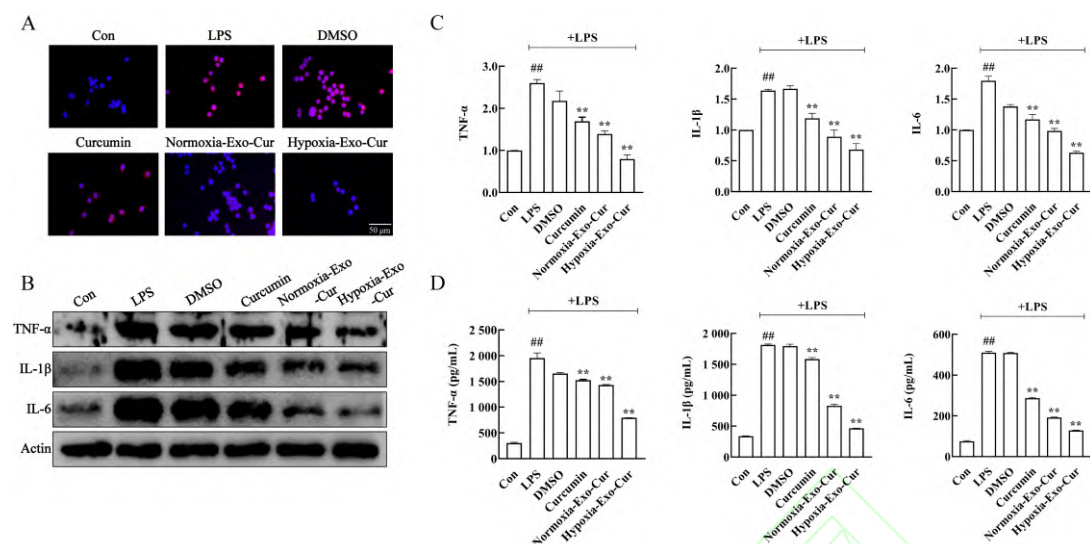 A
Con
LPS
DMSO
Curcumin
Normoxia-Exo-Cur
Hypoxia-Exo-Cur
50 μm
B
Con
LPS
DMSO
Curcumin
Normoxia-Exo
-Cur
Hypoxia-Exo
-Cur
TNF-α
IL-1β
IL-6
Actin
C
+LPS
TNF-α
3.0
2.0
1.0
0.0
##
**
**
**
Con
LPS
DMSO
Curcumin
Normoxia-Exo-Cur
Hypoxia-Exo-Cur
+LPS
IL-1β
2.0
1.5
1.0
0.5
0.0
##
**
**
**
Con
LPS
DMSO
Curcumin
Normoxia-Exo-Cur
Hypoxia-Exo-Cur
+LPS
IL-6
2.0
1.5
1.0
0.5
0.0
##
**
**
**
Con
LPS
DMSO
Curcumin
Normoxia-Exo-Cur
Hypoxia-Exo-Cur
D
+LPS
TNF-α (pg/mL)
2 500
2 000
1 500
1 000
500
0
##
**
**
**
Con
LPS
DMSO
Curcumin
Normoxia-Exo-Cur
Hypoxia-Exo-Cur
+LPS
IL-1β (pg/mL)
2 000
1 500
1 000
500
0
##
**
**
**
Con
LPS
DMSO
Curcumin
Normoxia-Exo-Cur
Hypoxia-Exo-Cur
+LPS
IL-6 (pg/mL)
600
400
200
0
##
**
**
**
Con
LPS
DMSO
Curcumin
Normoxia-Exo-Cur
Hypoxia-Exo-Cur